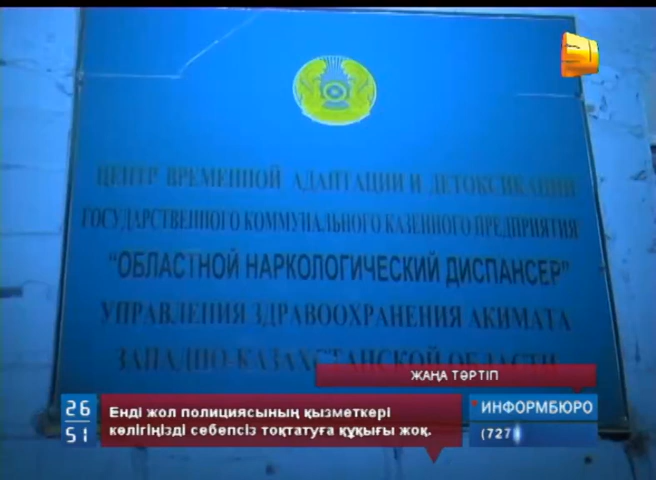 ЦЕНТР ВРЕМЕННОЙ АДАПТАЦИИ И ДЕТОКСИКАЦИИ
ГОСУДАРСТВЕННОГО КОММУНАЛЬНОГО КАЗЕННОГО ПРЕДПРИЯТИЯ
"ОБЛАСТНОЙ НАРКОЛОГИЧЕСКИЙ ДИСПАНСЕР"
УПРАВЛЕНИЯ ЗДРАВООХРАНЕНИЯ АКИМАТА
ЗАПАДНО-КАЗАХСТАНСКОЙ ОБЛАСТИ
ЖАҢА ТӘРТІП
26
51
Енді жол полициясының қызметкері
көлігіңізді себепсіз тоқтатуға құқығы жоқ.
ИНФОРМБЮРО
(727